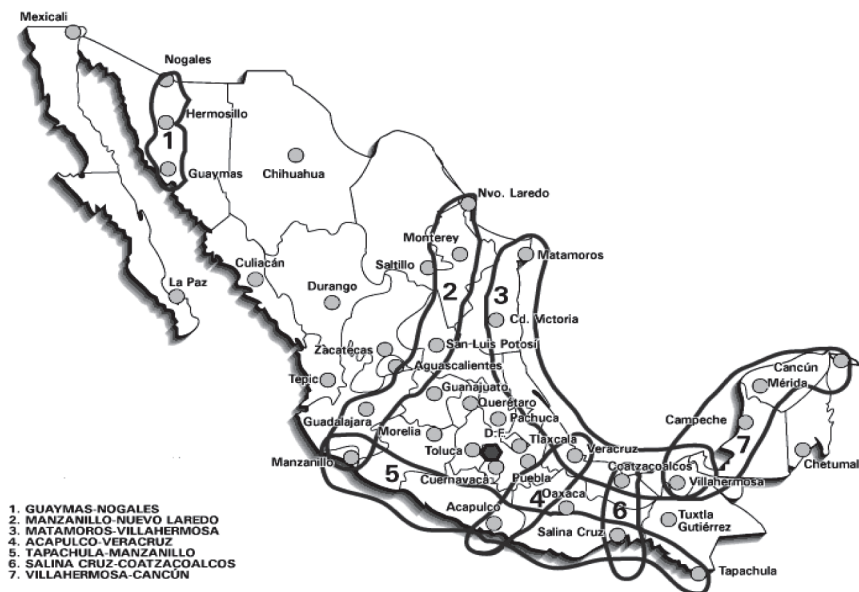 Mexicali
Nogales
Hermosillo
1
Guaymas
Chihuahua
Nvo. Laredo
Monterey
Matamoros
Saltillo
Culiacán
2
3
La Paz
Durango
Cd. Victoria
San Luis Potosí
Zacatecas
Aguascalientes
Cancún
Tepic
Mérida
Guanajuato
Querétaro
Guadalajara
Pachuca
Campeche
Morelia
D.F.
Tlaxcala
Veracruz
7
Toluca
Coatzacoalcos
Chetumal
Manzanillo
5
Cuernavaca
Puebla
Villahermosa
4
Oaxaca
Acapulco
6
Tuxtla
Gutiérrez
Salina Cruz
Tapachula
1. GUAYMAS-NOGALES
2. MANZANILLO-NUEVO LAREDO
3. MATAMOROS-VILLAHERMOSA
4. ACAPULCO-VERACRUZ
5. TAPACHULA-MANZANILLO
6. SALINA CRUZ-COATZACOALCOS
7. VILLAHERMOSA-CANCÚN